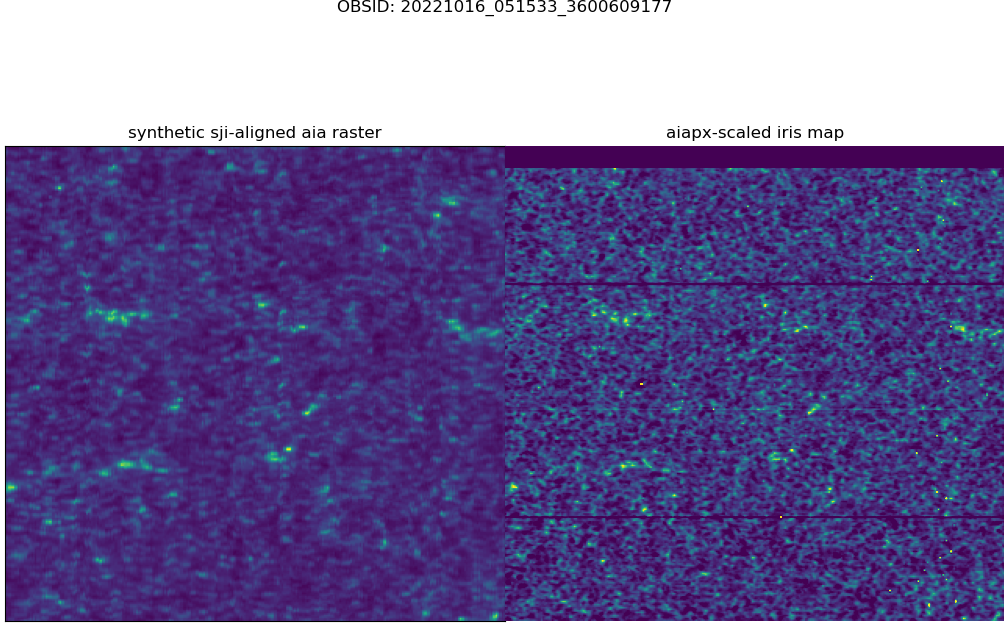 OBSID: 20221016_051533_3600609177
synthetic sji-aligned aia raster
aiapx-scaled iris map